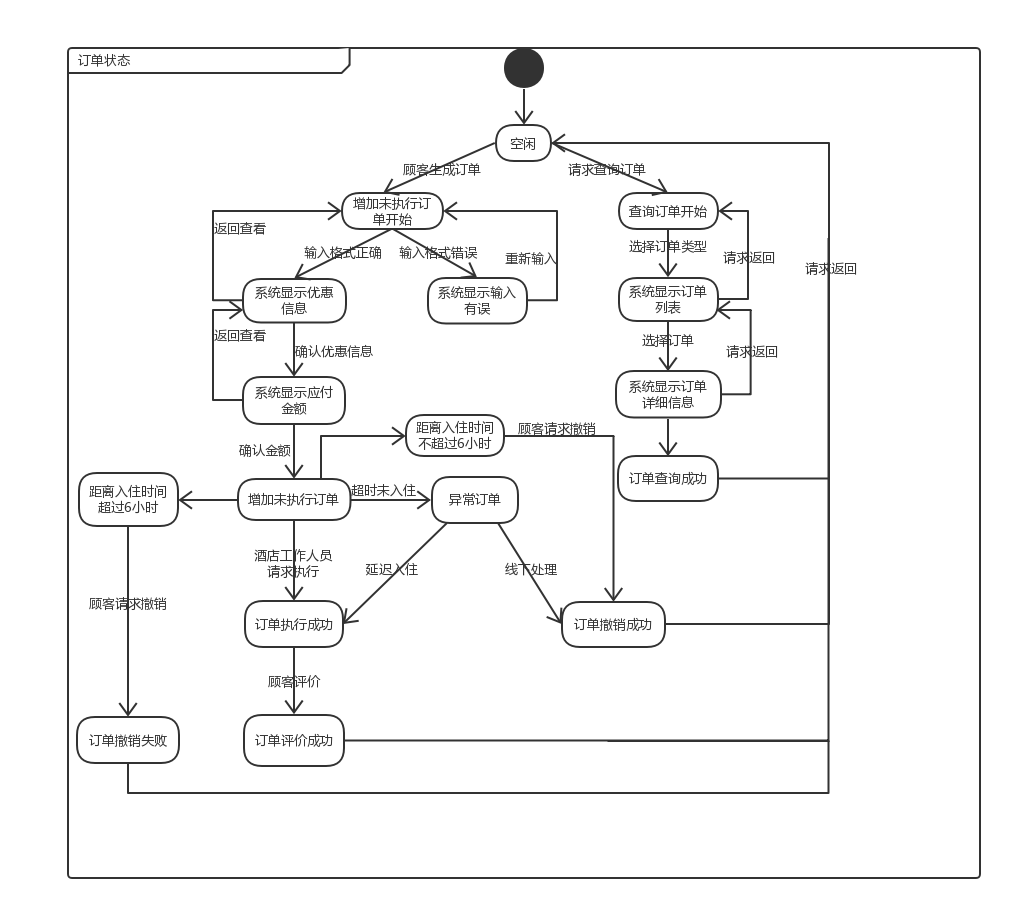 订单状态
空闲
顾客生成订单
请求查询订单
增加未执行订
单开始
查询订单开始
返回查看
输入格式正确
输入格式错误
重新输入
选择订单类型
请求返回
请求返回
系统显示优惠
信息
系统显示输入
有误
系统显示订单
列表
返回查看
确认优惠信息
选择订单
请求返回
系统显示应付
金额
系统显示订单
详细信息
距离入住时间
不超过6小时
顾客请求撤销
确认金额
距离入住时间
超过6小时
增加未执行订单
超时未入住
异常订单
订单查询成功
酒店工作人员
请求执行
延迟入住
线下处理
顾客请求撤销
订单执行成功
订单撤销成功
顾客评价
订单撤销失败
订单评价成功